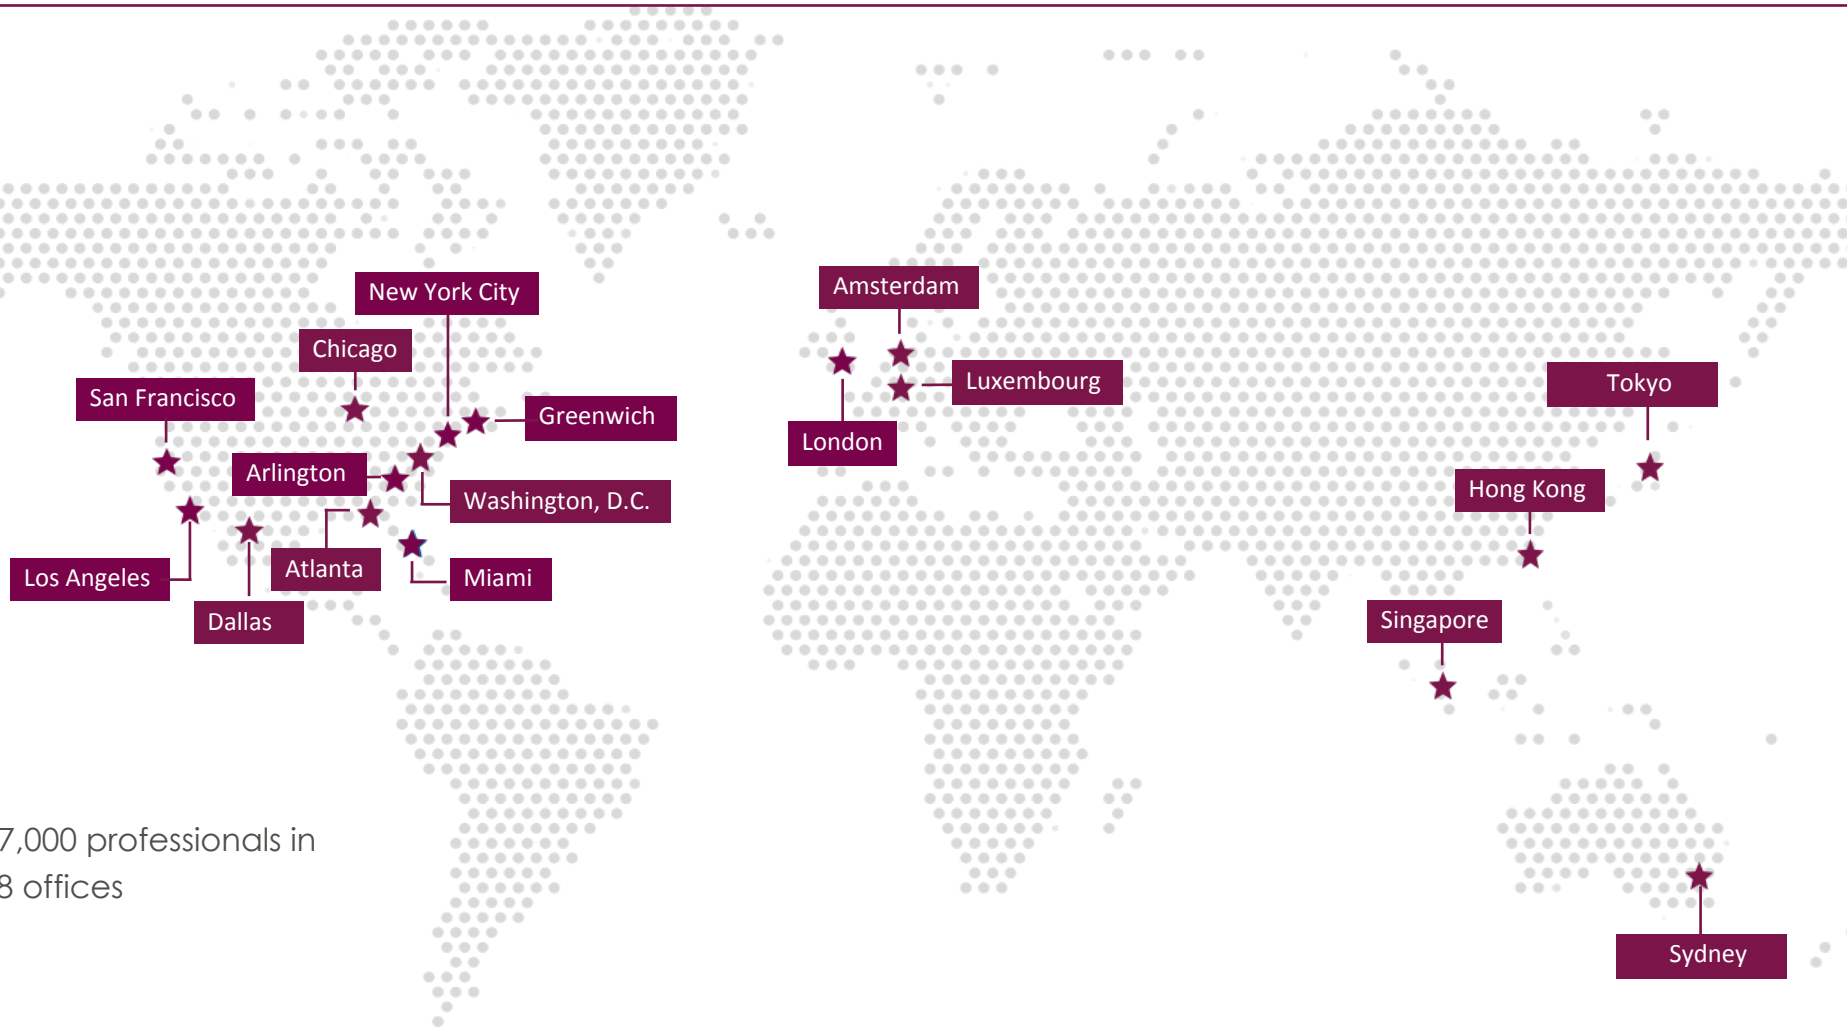 New York City
Amsterdam
Chicago
Luxembourg
Tokyo
San Francisco
Greenwich
London
Arlington
Hong Kong
Washington, D.C.
Los Angeles
Atlanta
Miami
Dallas
Singapore
7,000 professionals in
8 offices
Sydney